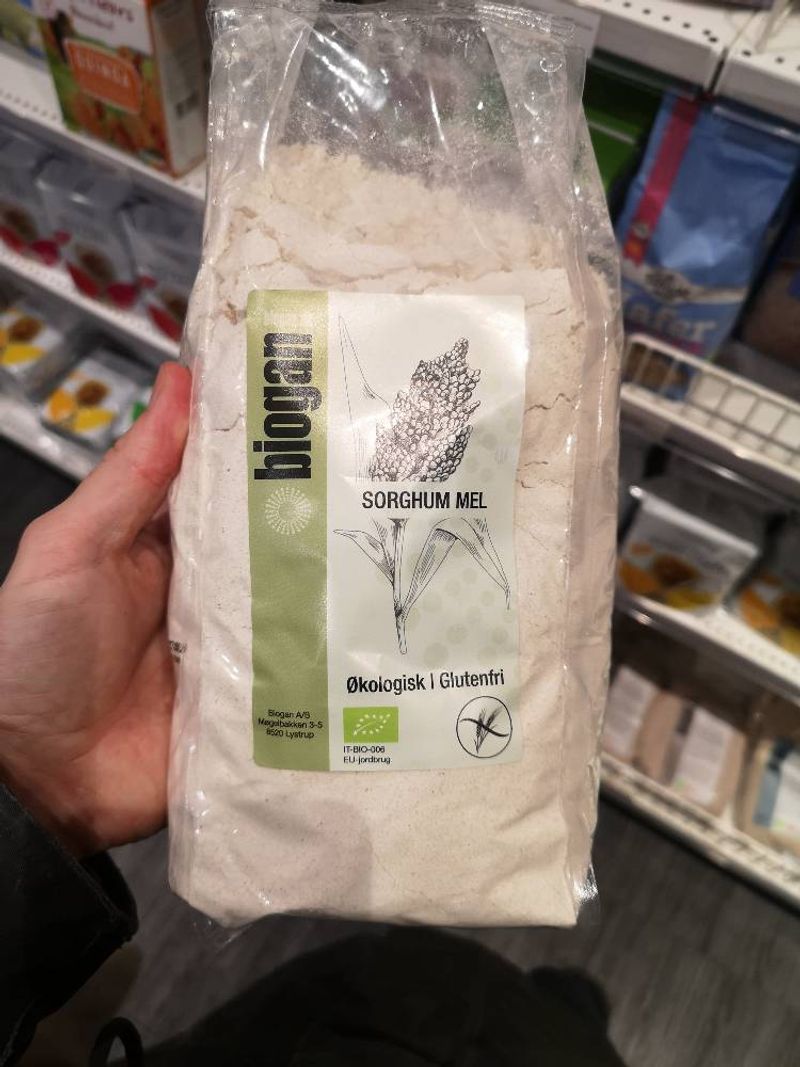 biogan
SORGHUM MEL
Økologisk | Glutenfri
Biogan A/S
Møgelbakken 3-5
8520 Lystrup
IT-BIO-006
EU-jordbrug